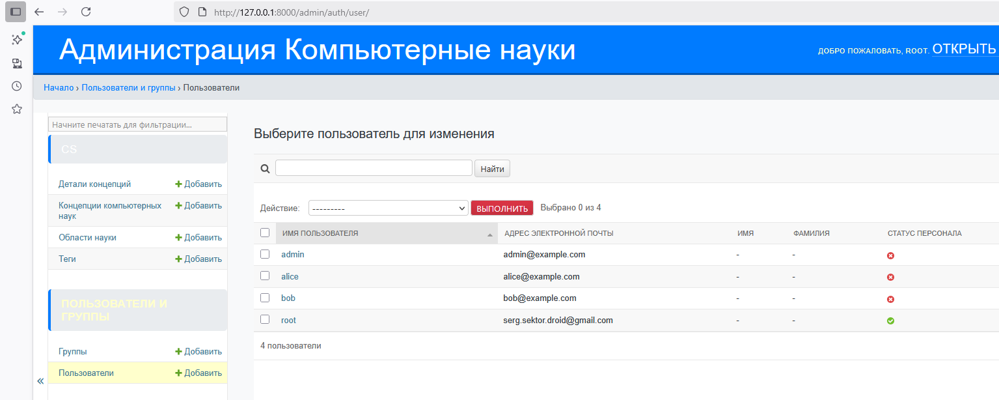 http://127.0.0.1:8000/admin/auth/user/
Администрация Компьютерные науки
ДОБРО ПОЖАЛОВАТЬ, ROOT. ОТКРЫТЬ
Начало › Пользователи и группы › Пользователи
Начните печатать для фильтрации...
CS
Детали концепций Добавить
Концепции компьютерных Добавить
наук
Области науки Добавить
Теги Добавить
ПОЛЬЗОВАТЕЛИ И
ГРУППЫ
Группы Добавить
Пользователи Добавить
«
Выберите пользователь для изменения
Найти
Действие: --------- ВЫПОЛНИТЬ Выбрано 0 из 4
ИМЯ ПОЛЬЗОВАТЕЛЯ АДРЕС ЭЛЕКТРОННОЙ ПОЧТЫ ИМЯ ФАМИЛИЯ СТАТУС ПЕРСОНАЛА
admin admin@example.com - -
alice alice@example.com - -
bob bob@example.com - -
root serg.sektor.droid@gmail.com - -
4 пользователи